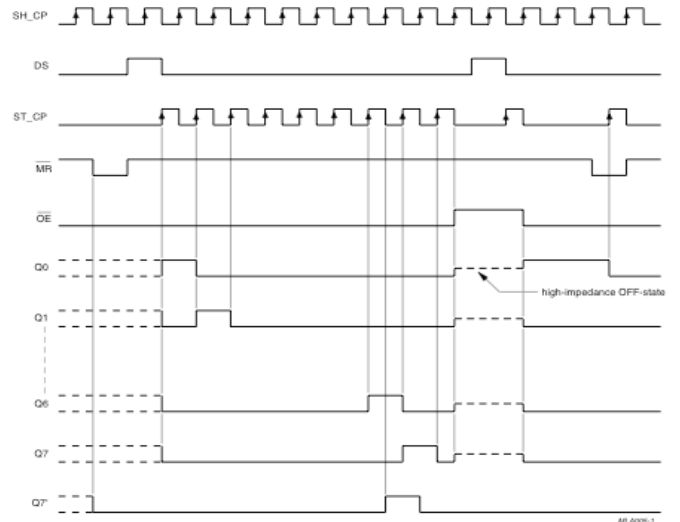 SH_CP
DS
ST_CP
MR
OE
Q0
high-impedance OFF-state
Q1
Q6
Q7
Q7'